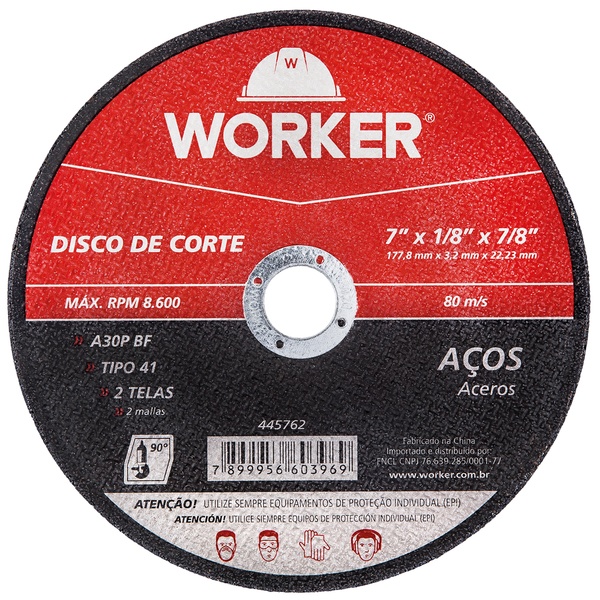 W
WORKER®
DISCO DE CORTE
7" x 1/8" x 7/8"
177,8 mm x 3,2 mm x 22,23 mm
MÁX. RPM 8.600
80 m/s
A30P BF
TIPO 41
2 TELAS
2 mallas
AÇOS
Aceros
90°
445762
7 899956 603969
Fabricado na China
Importado e distribuído por:
FNCL CNPJ 76.639.285/0001-77
www.worker.com.br
ATENÇÃO! UTILIZE SEMPRE EQUIPAMENTOS DE PROTEÇÃO INDIVIDUAL (EPI)
ATENCIÓN! UTILICE SIEMPRE EQUIPOS DE PROTECCIÓN INDIVIDUAL (EPI)